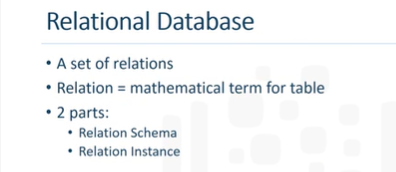 Relational Database
• A set of relations
• Relation = mathematical term for table
• 2 parts:
• Relation Schema
• Relation Instance